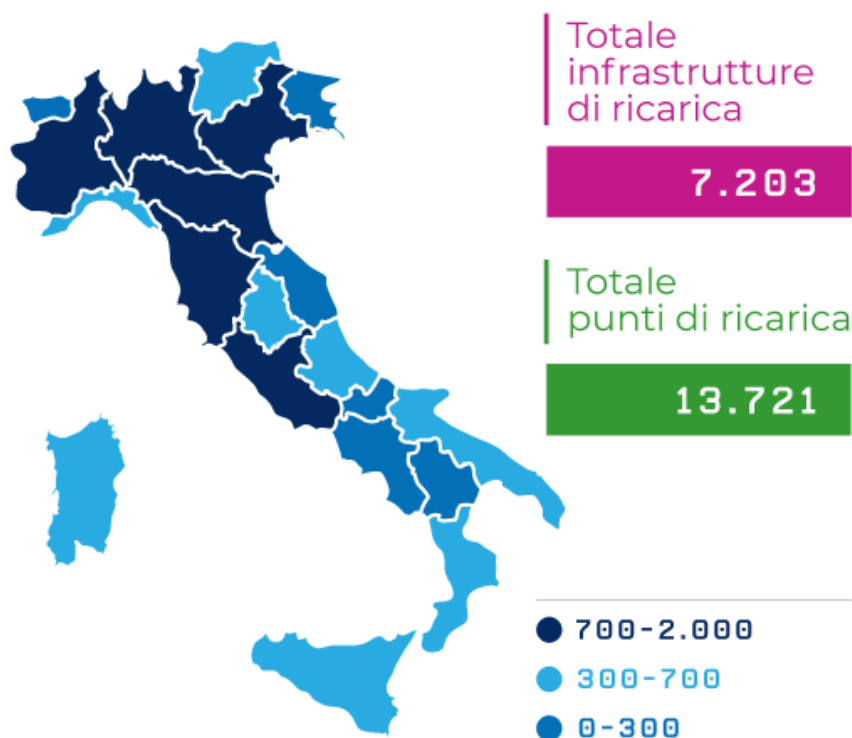 Totale
infrastrutture
di ricarica
7.203
Totale
punti di ricarica
13.721
700-2.000
300-700
0-300